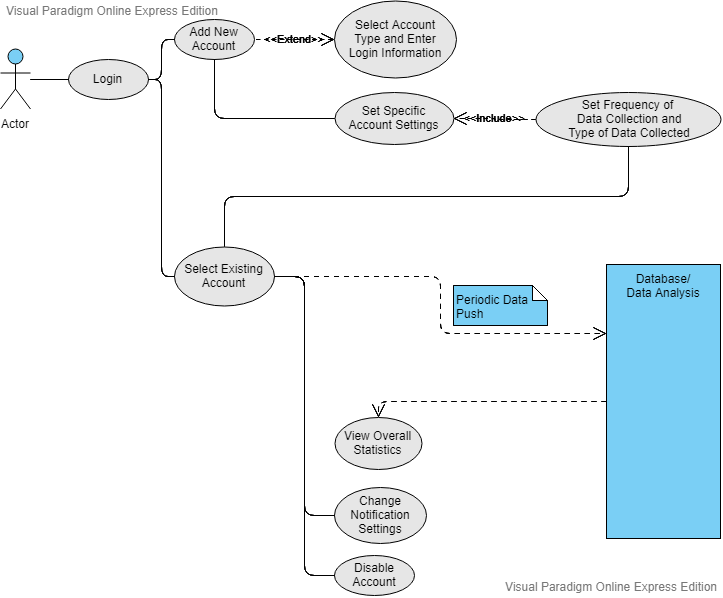 Visual Paradigm Online Express Edition
Add New
Account
<<Extend>>
Select Account
Type and Enter
Login Information
Login
Actor
Set Specific
Account Settings
<<Include>>
Set Frequency of
Data Collection and
Type of Data Collected
Select Existing
Account
Periodic Data
Push
Database/
Data Analysis
View Overall
Statistics
Change
Notification
Settings
Disable
Account
Visual Paradigm Online Express Edition